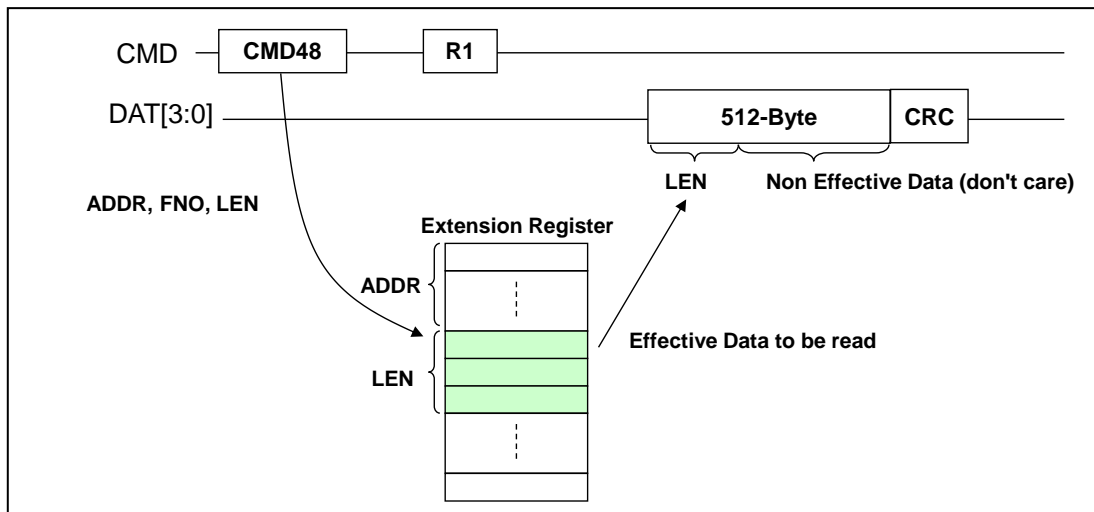 CMD CMD48 R1
DAT[3:0] 512-Byte CRC
LEN Non Effective Data (don't care)
ADDR, FNO, LEN
Extension Register
ADDR
Effective Data to be read
LEN